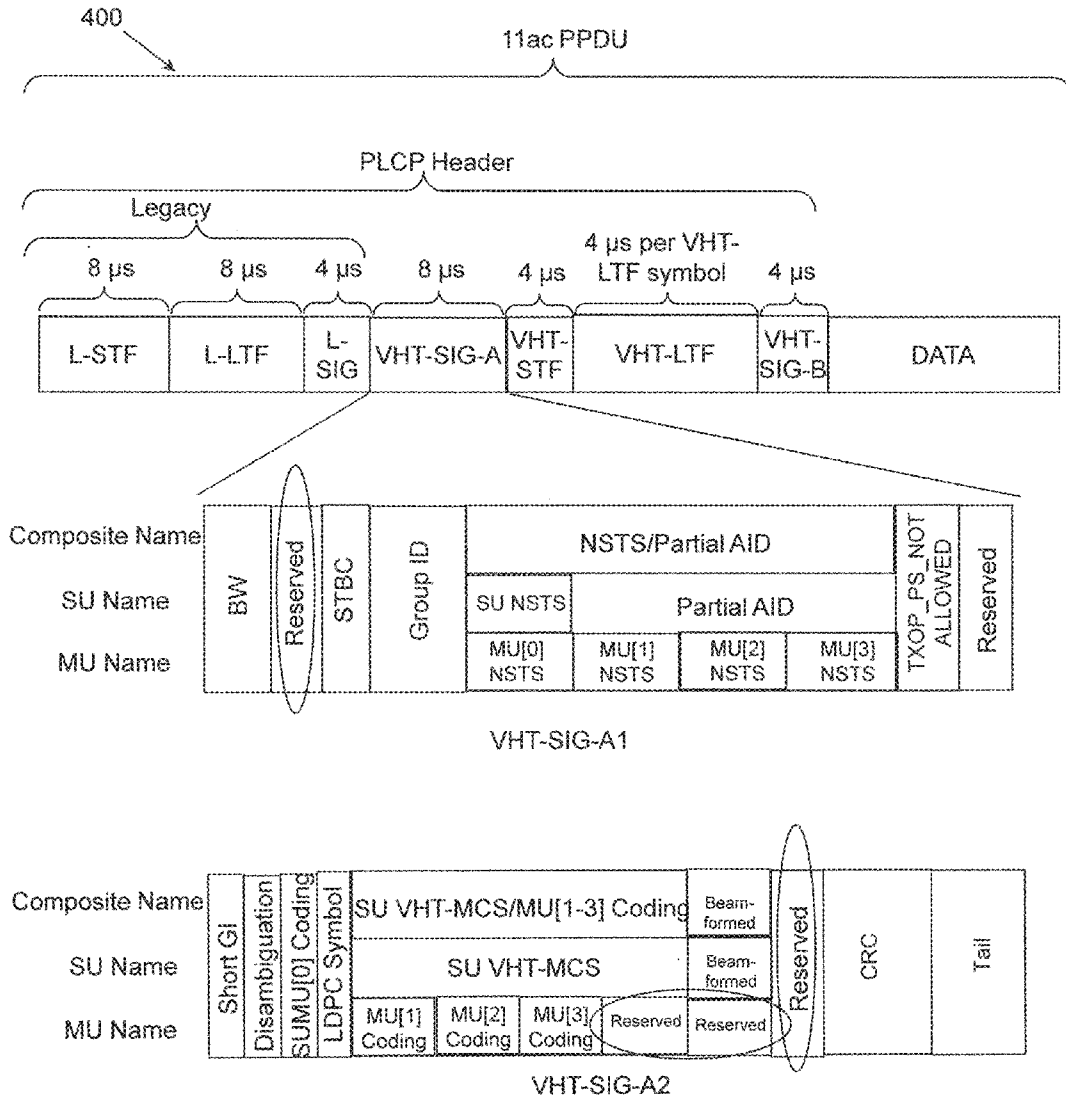 400
11ac PPDU
PLCP Header
Legacy
8 µs
8 µs
4 µs
8 µs
4 µs
4 µs per VHT-
LTF symbol
4 µs
L-STF
L-LTF
L-
SIG
VHT-SIG-A
VHT-
STF
VHT-LTF
VHT-
SIG-B
DATA
Composite Name
SU Name
MU Name
BW
Reserved
STBC
Group ID
NSTS/Partial AID
SU NSTS
Partial AID
MU[0]
NSTS
MU[1]
NSTS
MU[2]
NSTS
MU[3]
NSTS
TXOP_PS_NOT
ALLOWED
Reserved
VHT-SIG-A1
Composite Name
SU Name
MU Name
Short GI
Disambiguation
SUMU[0] Coding
LDPC Symbol
SU VHT-MCS/MU[1-3] Coding
Beam-
formed
SU VHT-MCS
Beam-
formed
MU[1]
Coding
MU[2]
Coding
MU[3]
Coding
Reserved
Reserved
Reserved
CRC
Tail
VHT-SIG-A2